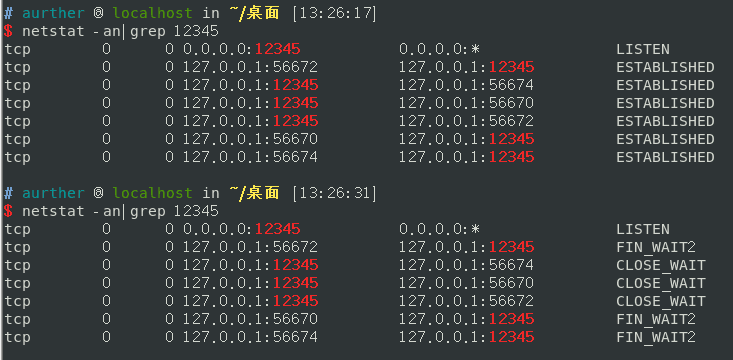 # aurther @ localhost in ~/桌面 [13:26:17]
$ netstat -an|grep 12345
tcp 0 0 0.0.0.0:12345 0.0.0.0:* LISTEN
tcp 0 0 127.0.0.1:56672 127.0.0.1:12345 ESTABLISHED
tcp 0 0 127.0.0.1:12345 127.0.0.1:56674 ESTABLISHED
tcp 0 0 127.0.0.1:12345 127.0.0.1:56670 ESTABLISHED
tcp 0 0 127.0.0.1:12345 127.0.0.1:56672 ESTABLISHED
tcp 0 0 127.0.0.1:56670 127.0.0.1:12345 ESTABLISHED
tcp 0 0 127.0.0.1:56674 127.0.0.1:12345 ESTABLISHED
# aurther @ localhost in ~/桌面 [13:26:31]
$ netstat -an|grep 12345
tcp 0 0 0.0.0.0:12345 0.0.0.0:* LISTEN
tcp 0 0 127.0.0.1:56672 127.0.0.1:12345 FIN_WAIT2
tcp 0 0 127.0.0.1:12345 127.0.0.1:56674 CLOSE_WAIT
tcp 0 0 127.0.0.1:12345 127.0.0.1:56670 CLOSE_WAIT
tcp 0 0 127.0.0.1:12345 127.0.0.1:56672 CLOSE_WAIT
tcp 0 0 127.0.0.1:56670 127.0.0.1:12345 FIN_WAIT2
tcp 0 0 127.0.0.1:56674 127.0.0.1:12345 FIN_WAIT2